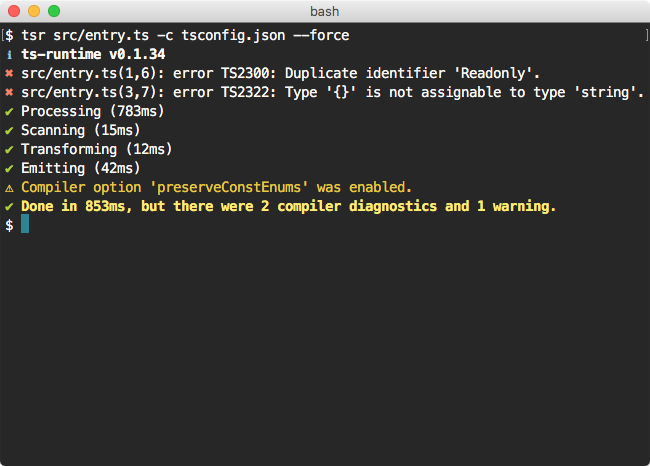 bash
[$ tsr src/entry.ts -c tsconfig.json --force ]
ℹ ts-runtime v0.1.34
✖ src/entry.ts(1,6): error TS2300: Duplicate identifier 'Readonly'.
✖ src/entry.ts(3,7): error TS2322: Type '{}' is not assignable to type 'string'.
✔ Processing (783ms)
✔ Scanning (15ms)
✔ Transforming (12ms)
✔ Emitting (42ms)
⚠ Compiler option 'preserveConstEnums' was enabled.
✔ Done in 853ms, but there were 2 compiler diagnostics and 1 warning.
$